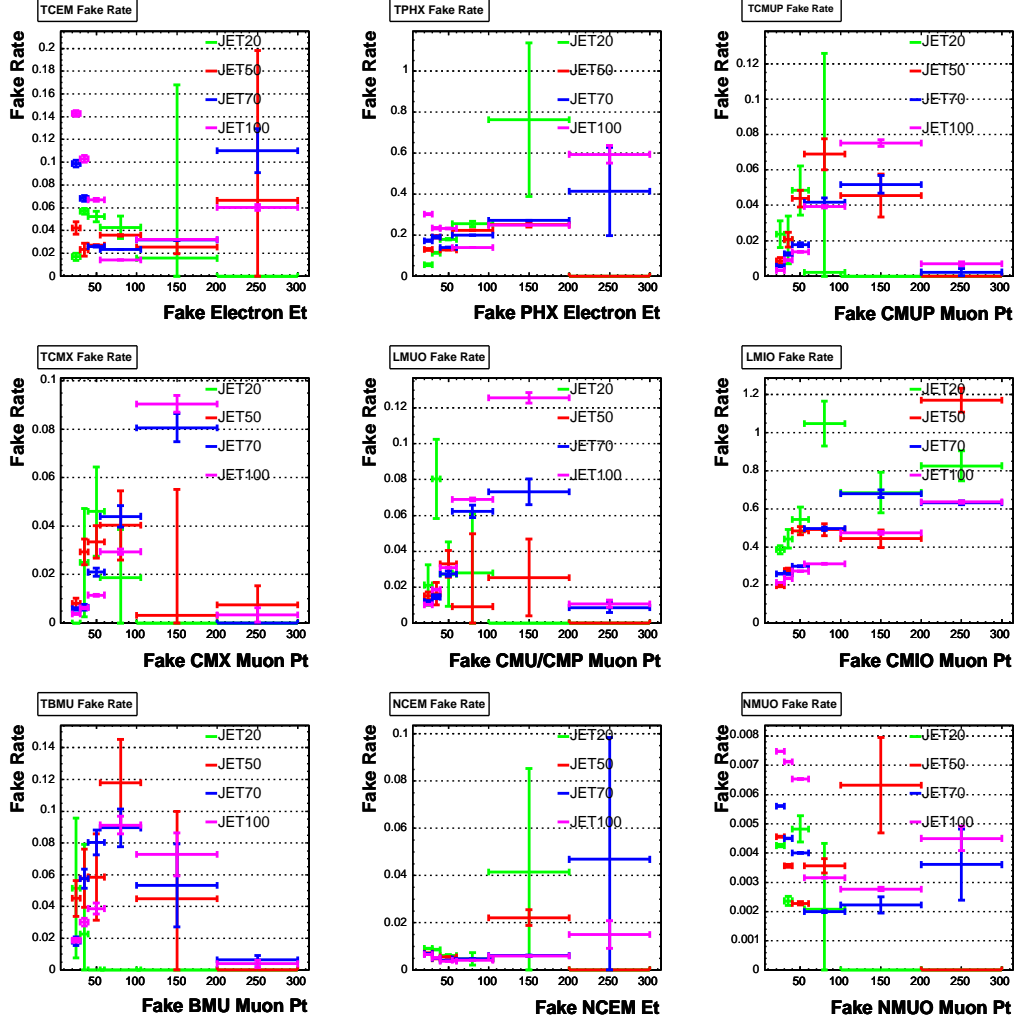 TCEM Fake Rate
Fake Rate
0.2
0.18
0.16
0.14
0.12
0.1
0.08
0.06
0.04
0.02
0
50 100 150 200 250 300
JET20
JET50
JET70
JET100
Fake Electron Et
TPHX Fake Rate
Fake Rate
1
0.8
0.6
0.4
0.2
0
50 100 150 200 250 300
JET20
JET50
JET70
JET100
Fake PHX Electron Et
TCMUP Fake Rate
Fake Rate
0.12
0.1
0.08
0.06
0.04
0.02
0
50 100 150 200 250 300
JET20
JET50
JET70
JET100
Fake CMUP Muon Pt
TCMX Fake Rate
Fake Rate
0.1
0.08
0.06
0.04
0.02
0
50 100 150 200 250 300
JET20
JET50
JET70
JET100
Fake CMX Muon Pt
LMUO Fake Rate
Fake Rate
0.12
0.1
0.08
0.06
0.04
0.02
0
50 100 150 200 250 300
JET20
JET50
JET70
JET100
Fake CMU/CMP Muon Pt
LMIO Fake Rate
Fake Rate
1.2
1
0.8
0.6
0.4
0.2
0
50 100 150 200 250 300
JET20
JET50
JET70
JET100
Fake CMIO Muon Pt
TBMU Fake Rate
Fake Rate
0.14
0.12
0.1
0.08
0.06
0.04
0.02
0
50 100 150 200 250 300
JET20
JET50
JET70
JET100
Fake BMU Muon Pt
NCEM Fake Rate
Fake Rate
0.1
0.08
0.06
0.04
0.02
0
50 100 150 200 250 300
JET20
JET50
JET70
JET100
Fake NCEM Et
NMUO Fake Rate
Fake Rate
0.008
0.007
0.006
0.005
0.004
0.003
0.002
0.001
0
50 100 150 200 250 300
JET20
JET50
JET70
JET100
Fake NMUO Muon Pt